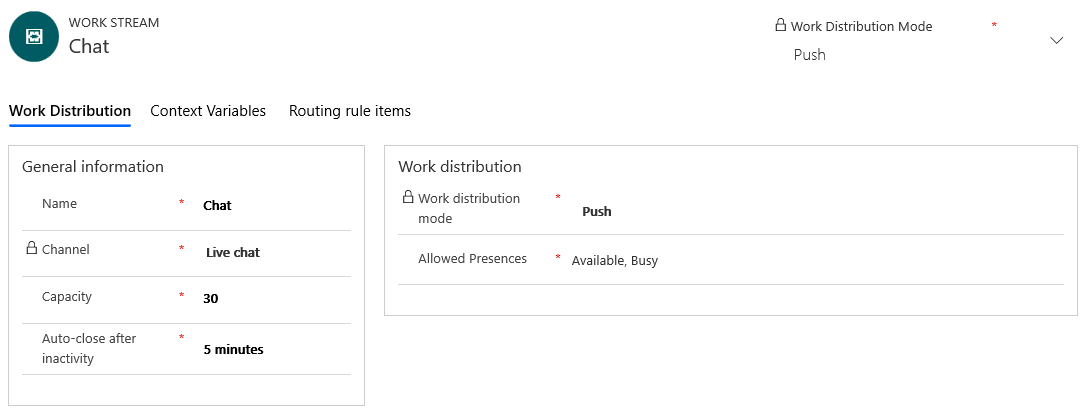 WORK STREAM
Chat
Work Distribution Mode *
Push
Work Distribution Context Variables Routing rule items
General information
Name * Chat
Channel * Live chat
Capacity * 30
Auto-close after * 5 minutes
inactivity
Work distribution
Work distribution * Push
mode
Allowed Presences * Available, Busy